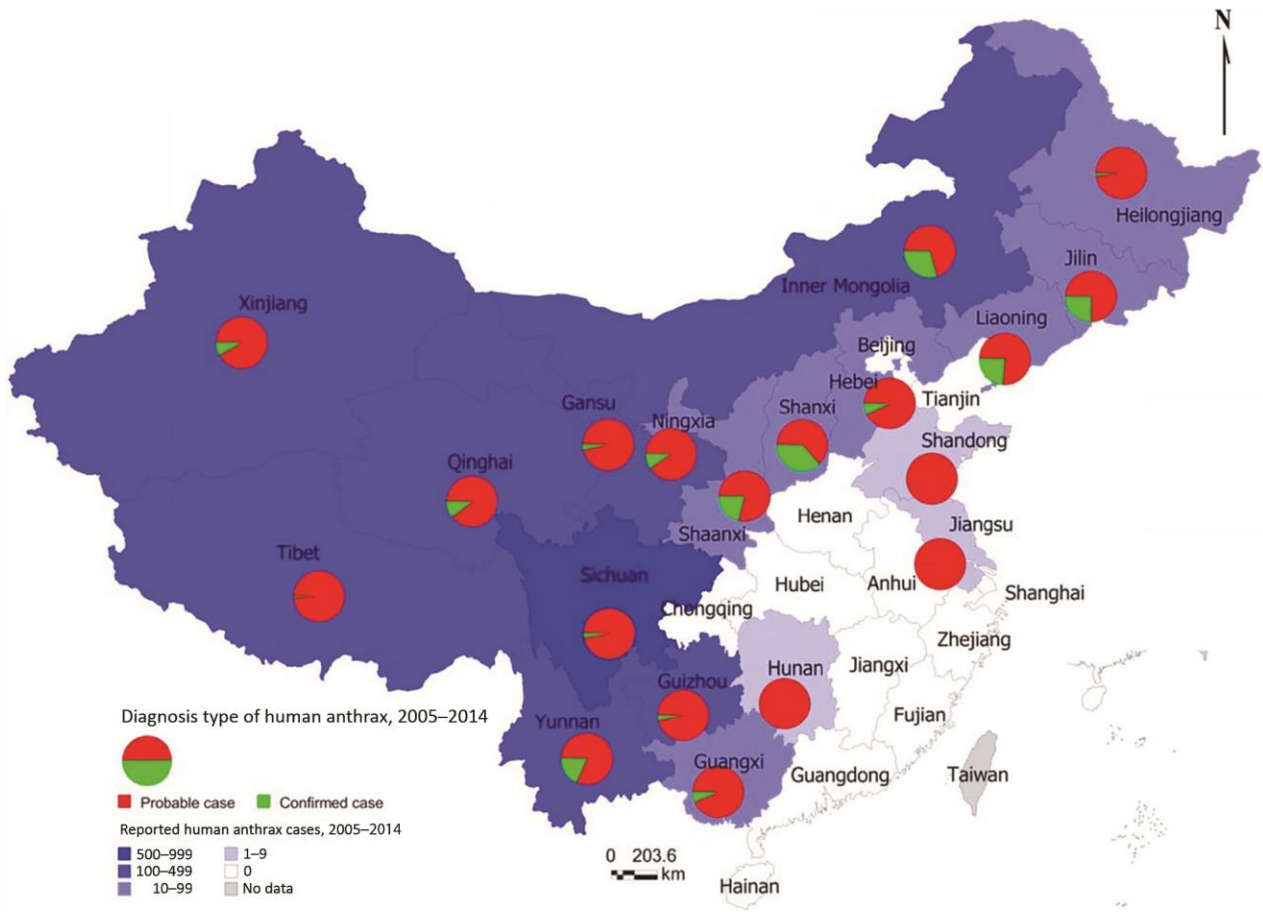 N
Heilongjiang
Jilin
Inner Mongolia
Xinjiang
Liaoning
Beijing
Hebei
Tianjin
Gansu
Shanxi
Ningxia
Shandong
Qinghai
Jiangsu
Henan
Shaanxi
Tibet
Sichuan
Hubei
Anhui
Shanghai
Chongqing
Zhejiang
Hunan
Jiangxi
Guizhou
Diagnosis type of human anthrax, 2005–2014
Yunnan
Fujian
Guangxi
Guangdong
Taiwan
Probable case
Confirmed case
Reported human anthrax cases, 2005–2014
500–999
1–9
100–499
0
10–99
No data
0 203.6
km
Hainan